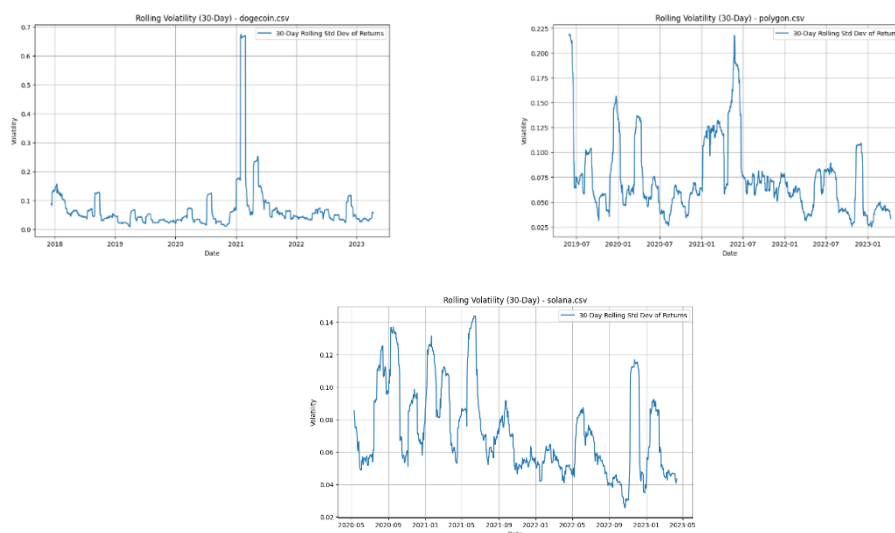 Rolling Volatility (30-Day) - dogecoin.csv
30-Day Rolling Std Dev of Returns
Volatility
0.7
0.6
0.5
0.4
0.3
0.2
0.1
0.0
2018 2019 2020 2021 2022 2023
Date
Rolling Volatility (30-Day) - polygon.csv
30-Day Rolling Std Dev of Returns
Volatility
0.225
0.200
0.175
0.150
0.125
0.100
0.075
0.050
0.025
2019-07 2020-01 2020-07 2021-01 2021-07 2022-01 2022-07 2023-01
Date
Rolling Volatility (30-Day) - solana.csv
30-Day Rolling Std Dev of Returns
Volatility
0.14
0.12
0.10
0.08
0.06
0.04
0.02
2020-05 2020-09 2021-01 2021-05 2021-09 2022-01 2022-05 2022-09 2023-01 2023-05